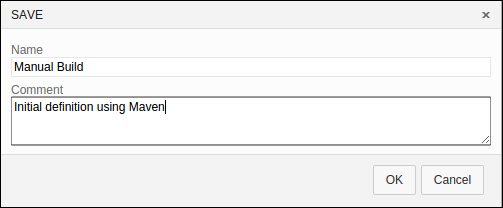 SAVE
Name
Manual Build
Comment
Initial definition using Maven
OK Cancel